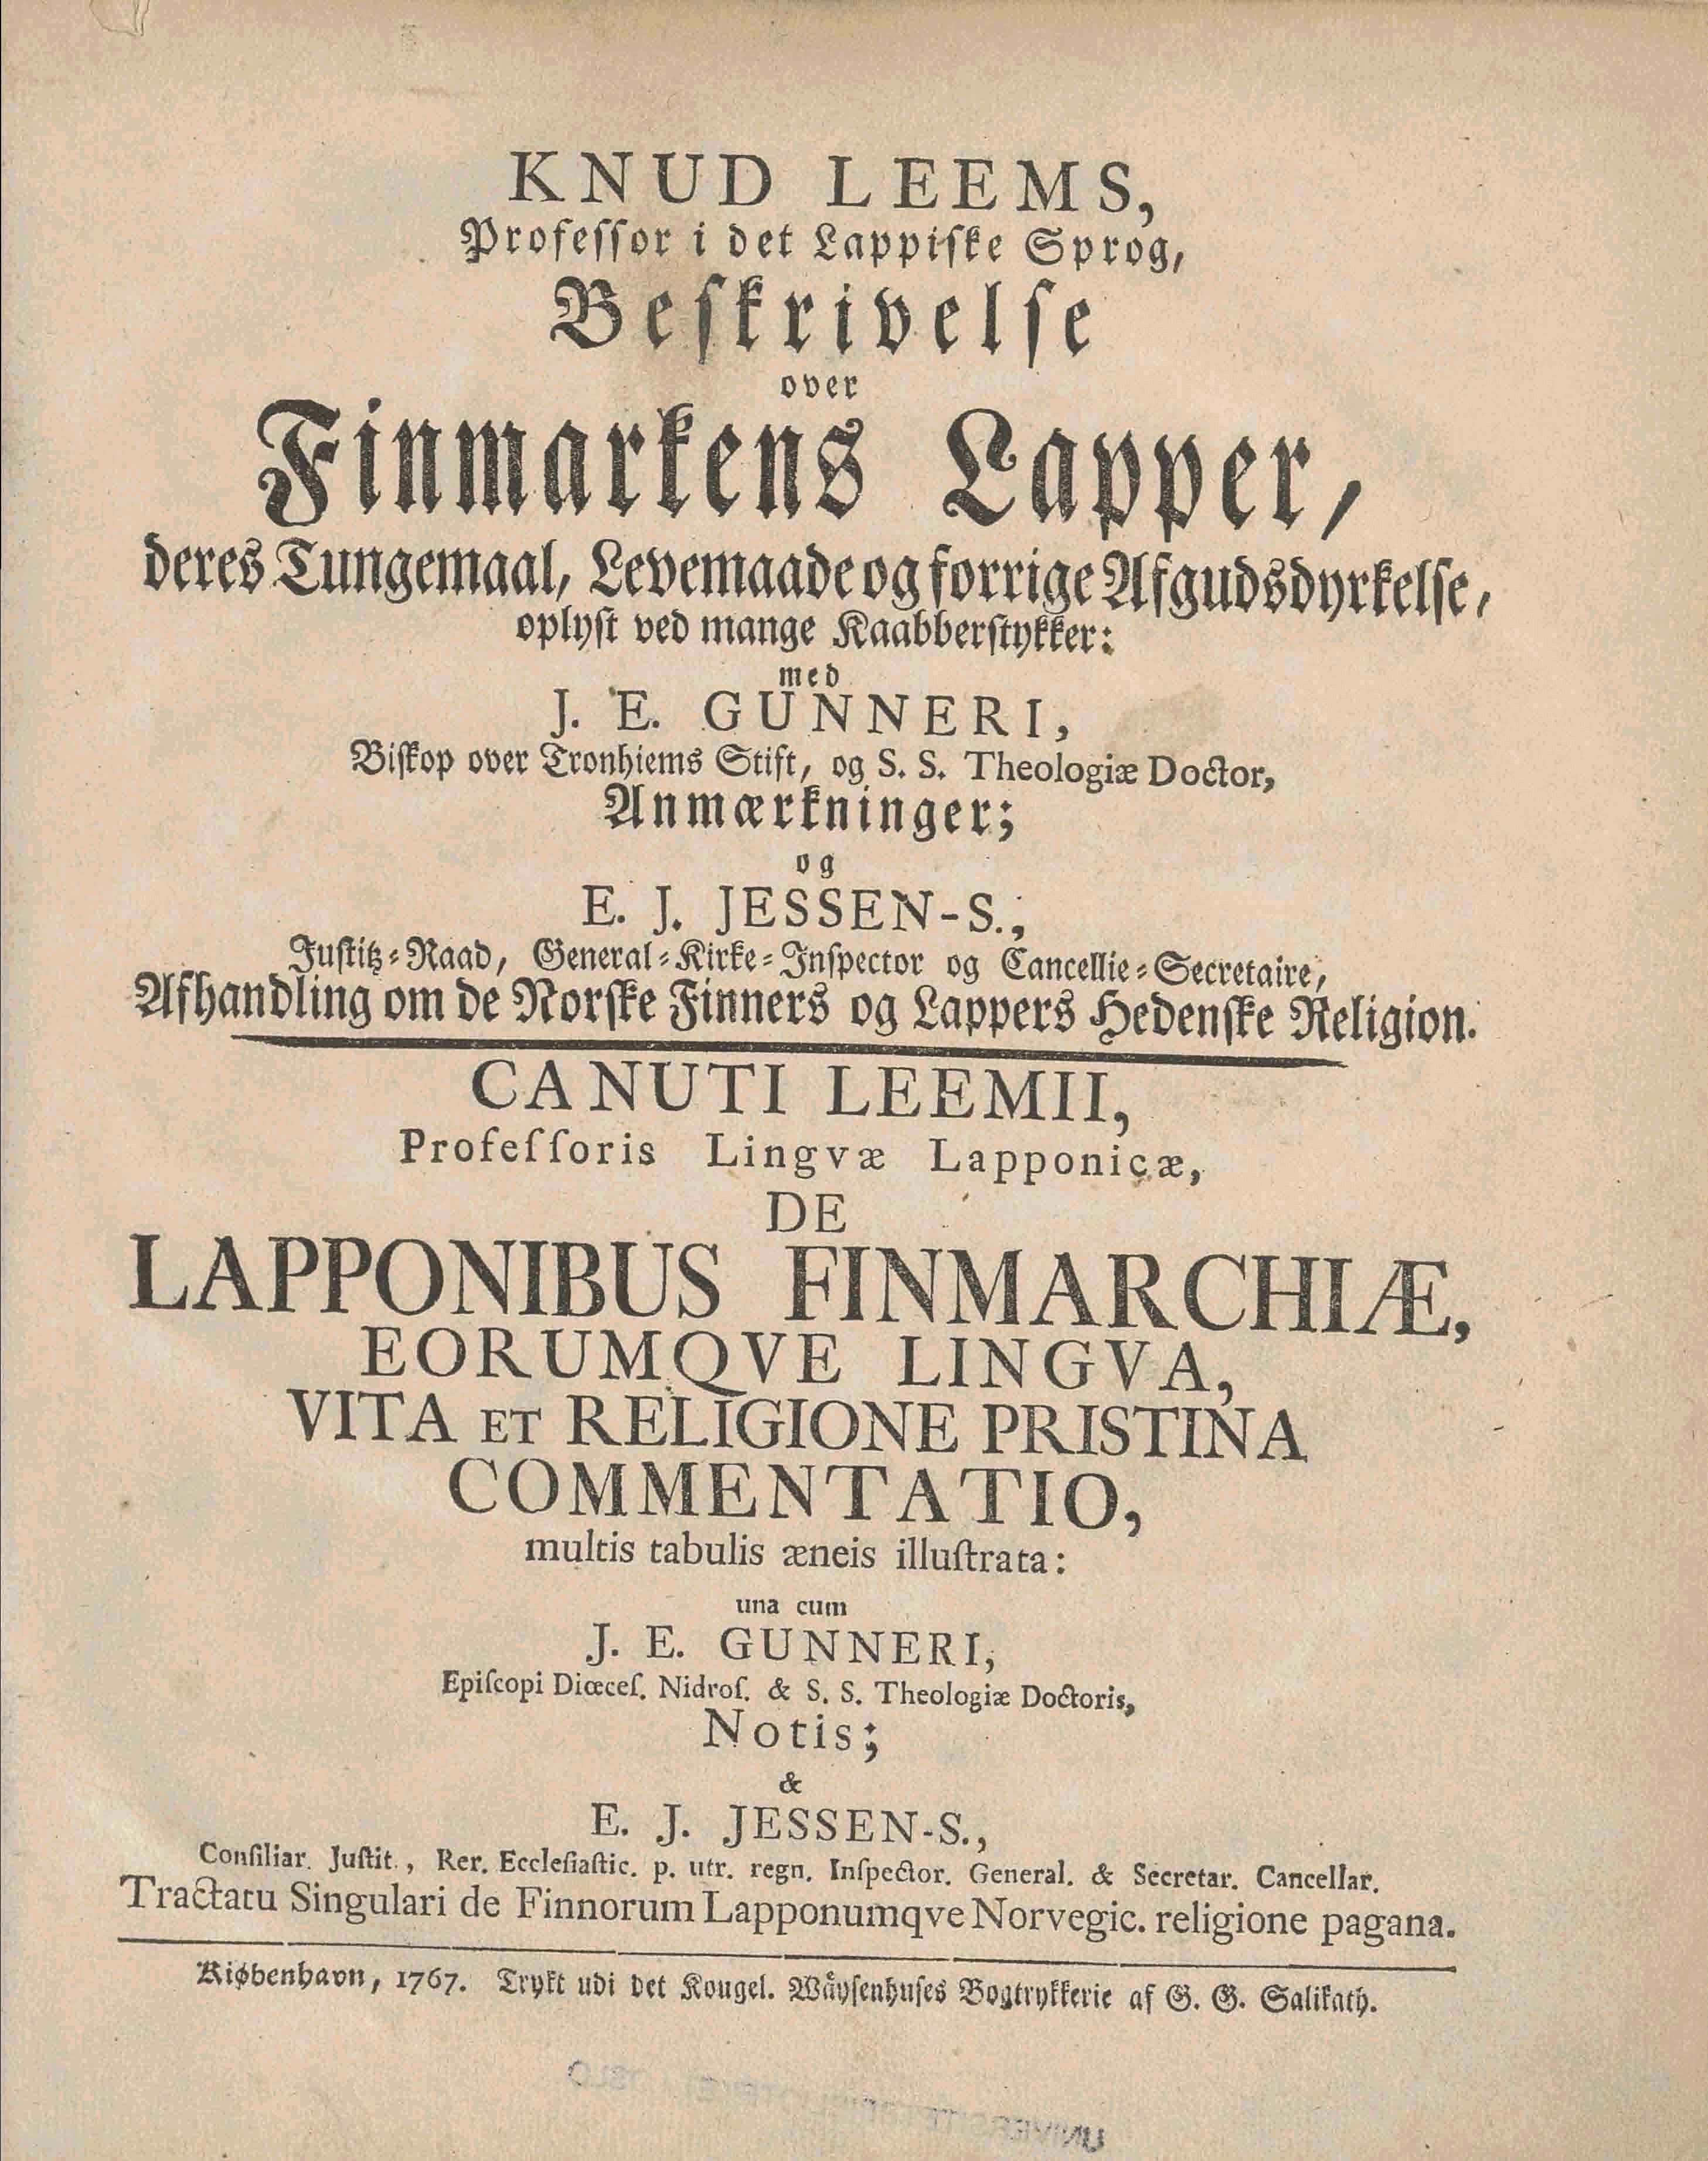 KNUD LEEMS,
Professor i det Lappiske Sprog,
Beskrivelse
over
Finmarkens Lapper,
deres Tungemaal, Levemaade og forrige Afgudsdyrkelse,
oplyst ved mange Kaabberstykker:
med
J. E. GUNNERI,
Biskop over Tronhiems Stift, og S. S. Theologiæ Doctor,
Anmærkninger;
og
E. J. JESSEN-S.,
Justitz-Raad, General-Kirke-Inspector og Cancellie-Secretaire,
Afhandling om de Norske Finners og Lappers Hedenske Religion.
CANUTI LEEMII,
Profeſſoris Lingvæ Lapponicæ,
DE
LAPPONIBUS FINMARCHIÆ,
EORUMQVE LINGVA,
VITA ET RELIGIONE PRISTINA
COMMENTATIO,
multis tabulis æneis illuſtrata:
una cum
J. E. GUNNERI,
Epiſcopi Diœceſ. Nidroſ. & S. S. Theologiæ Doctoris,
Notis;
&
E. J. JESSEN-S.,
Conſiliar. Juſtit., Rer. Eccleſiaſtic. p. utr. regn. Inſpector. General. & Secretar. Cancellar.
Tractatu Singulari de Finnorum Lapponumqve Norvegic. religione pagana.
Kiøbenhavn, 1767. Trykt udi det Kongel. Wäysenhuses Bogtrykkerie af G. G. Salikath.